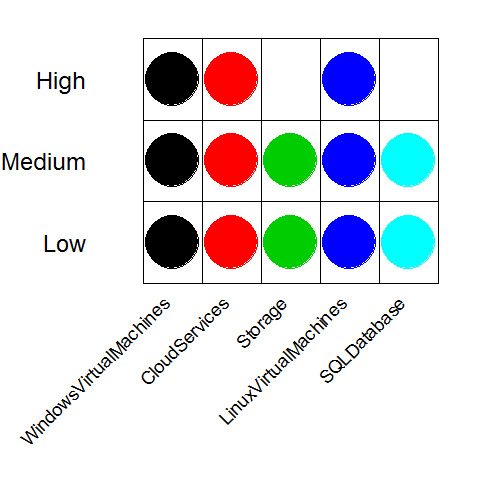 High
Medium
Low
WindowsVirtualMachines
CloudServices
Storage
LinuxVirtualMachines
SQLDatabase